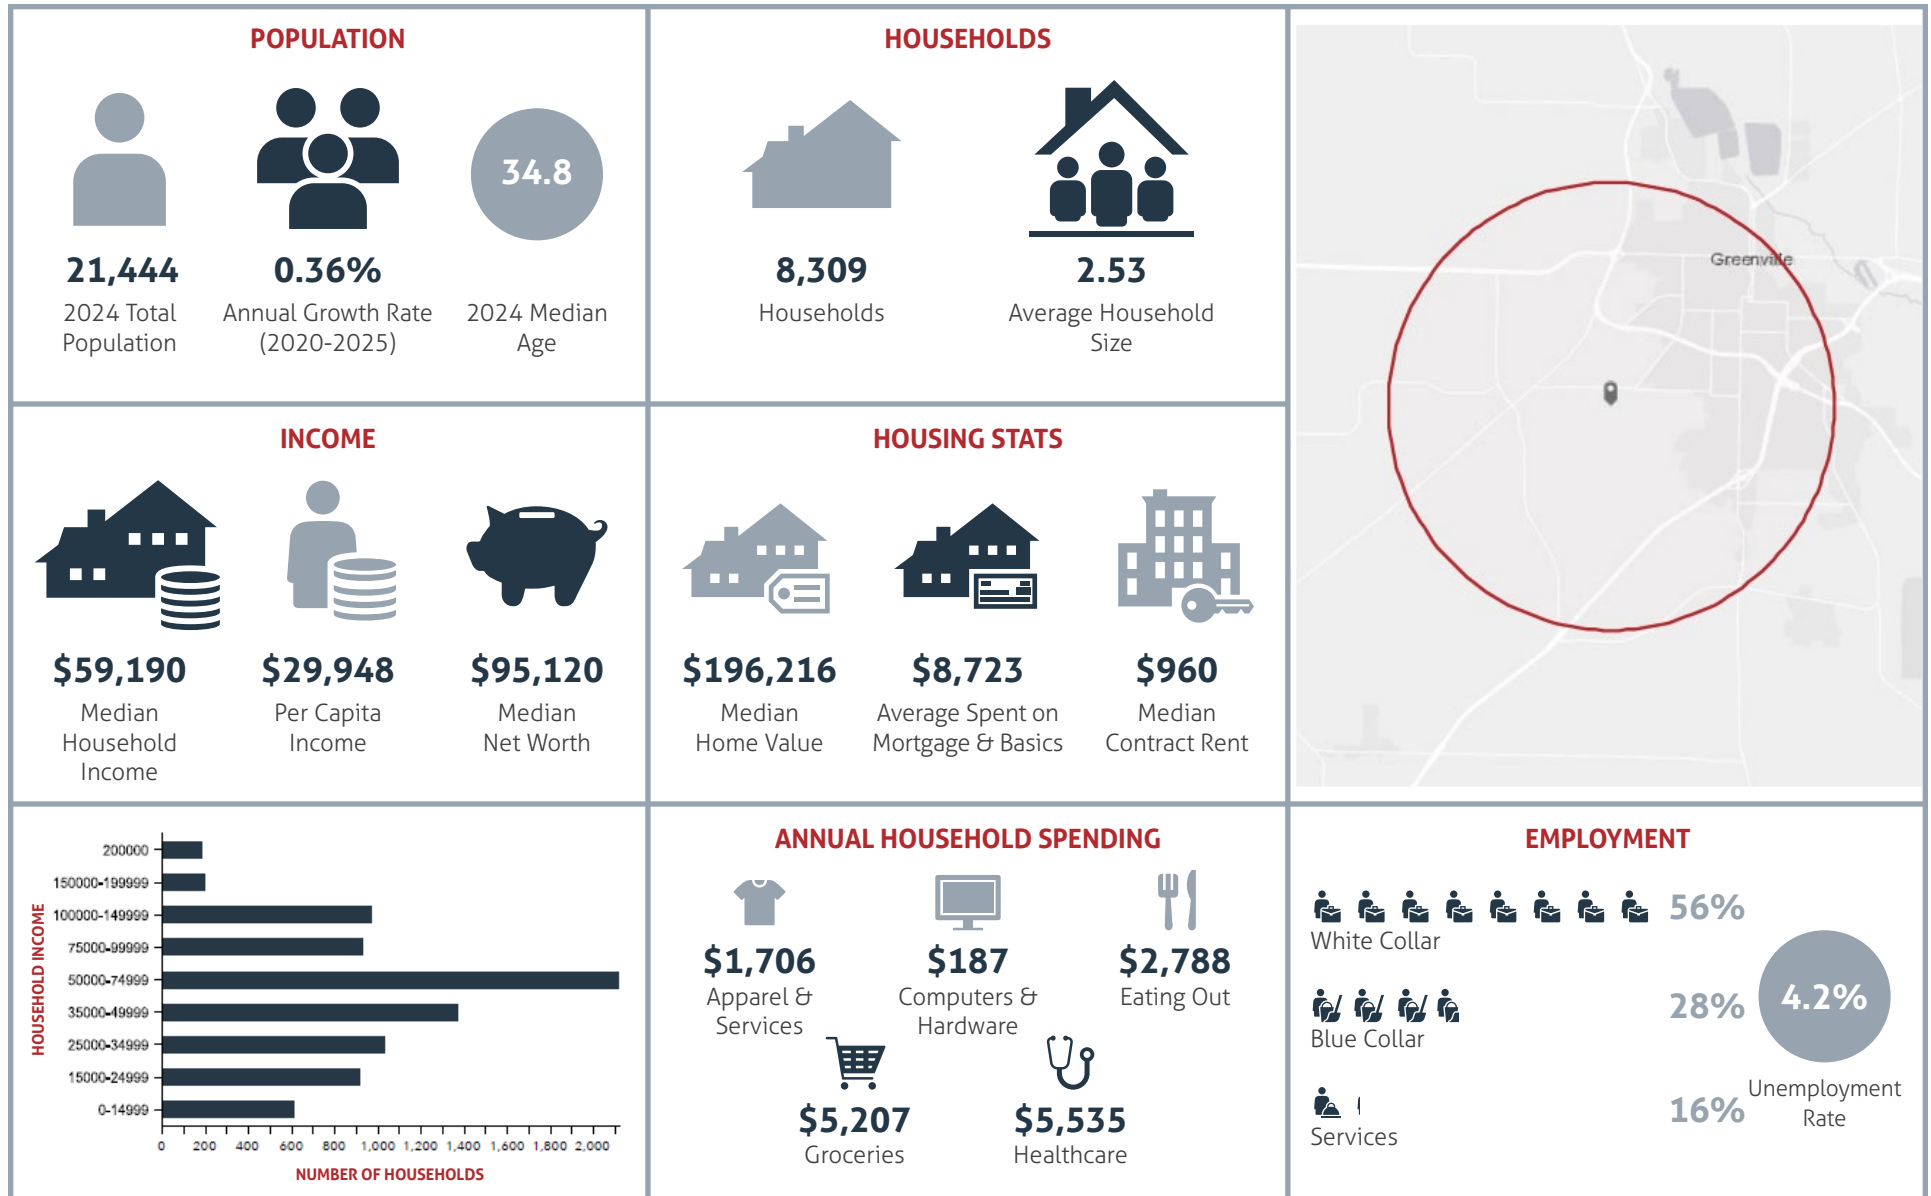 POPULATION
34.8
21,444
0.36%
2024 Total
Population
Annual Growth Rate
(2020-2025)
2024 Median
Age
HOUSEHOLDS
8,309
2.53
Households
Average Household
Size
Greenville
INCOME
$59,190
$29,948
$95,120
Median
Household
Income
Per Capita
Income
Median
Net Worth
HOUSING STATS
$196,216
$8,723
$960
Median
Home Value
Average Spent on
Mortgage & Basics
Median
Contract Rent
HOUSEHOLD INCOME
200000
150000-199999
100000-149999
75000-99999
50000-74999
35000-49999
25000-34999
15000-24999
0-14999
0 200 400 600 800 1,000 1,200 1,400 1,600 1,800 2,000
NUMBER OF HOUSEHOLDS
ANNUAL HOUSEHOLD SPENDING
$1,706
$187
$2,788
Apparel &
Services
Computers &
Hardware
Eating Out
$5,207
$5,535
Groceries
Healthcare
EMPLOYMENT
56%
White Collar
28%
Blue Collar
16%
Services
4.2%
Unemployment
Rate